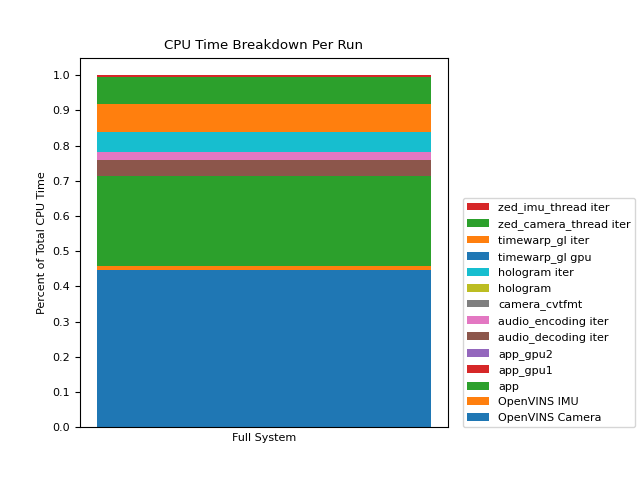 CPU Time Breakdown Per Run
Percent of Total CPU Time
1.0
0.9
0.8
0.7
0.6
0.5
0.4
0.3
0.2
0.1
0.0
Full System
zed_imu_thread iter
zed_camera_thread iter
timewarp_gl iter
timewarp_gl gpu
hologram iter
hologram
camera_cvtfmt
audio_encoding iter
audio_decoding iter
app_gpu2
app_gpu1
app
OpenVINS IMU
OpenVINS Camera